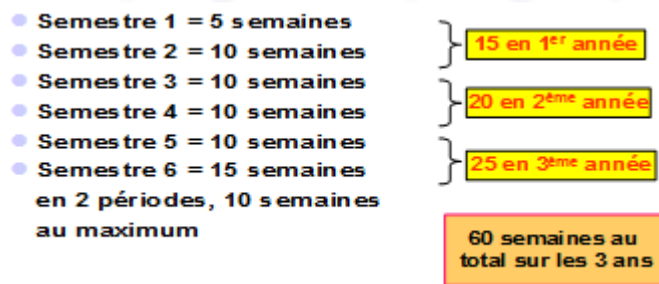 Semestre 1 = 5 semaines
Semestre 2 = 10 semaines
15 en 1er année
Semestre 3 = 10 semaines
Semestre 4 = 10 semaines
20 en 2ème année
Semestre 5 = 10 semaines
Semestre 6 = 15 semaines
25 en 3ème année
en 2 périodes, 10 semaines
au maximum
60 semaines au
total sur les 3 ans